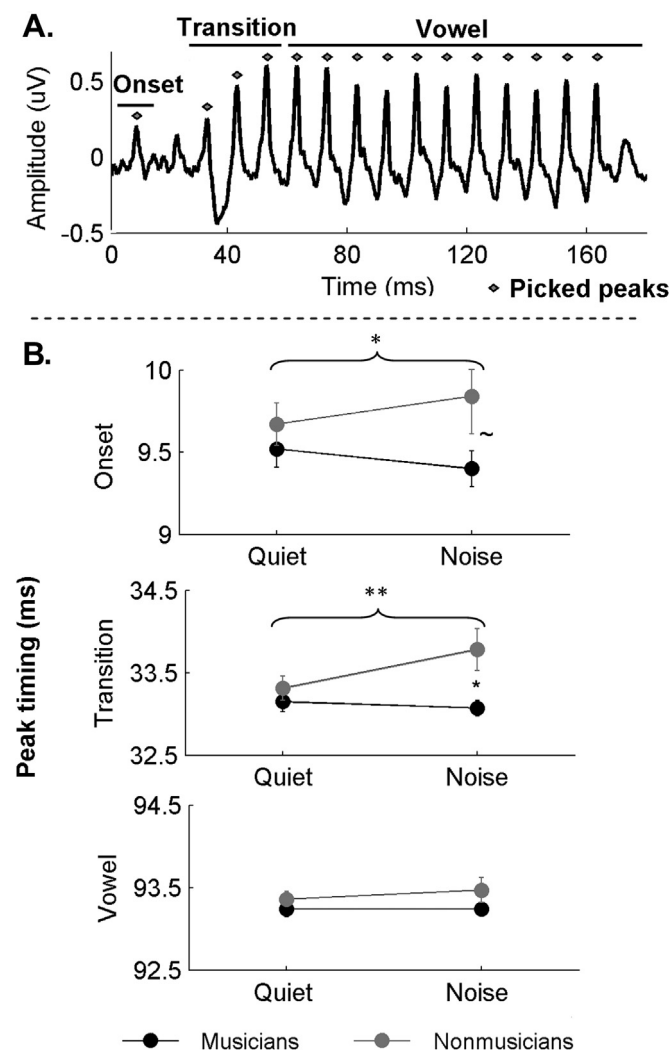 A.
Transition Vowel
Onset
Amplitude (uV)
0.5
0
-0.5
0 40 80 120 160
Time (ms)
Picked peaks
B.
Peak timing (ms)
*
Onset
10
9.5
9
~
Quiet Noise
**
Transition
34.5
33.5
32.5
*
Quiet Noise
Vowel
94.5
93.5
92.5
Quiet Noise
Musicians Nonmusicians